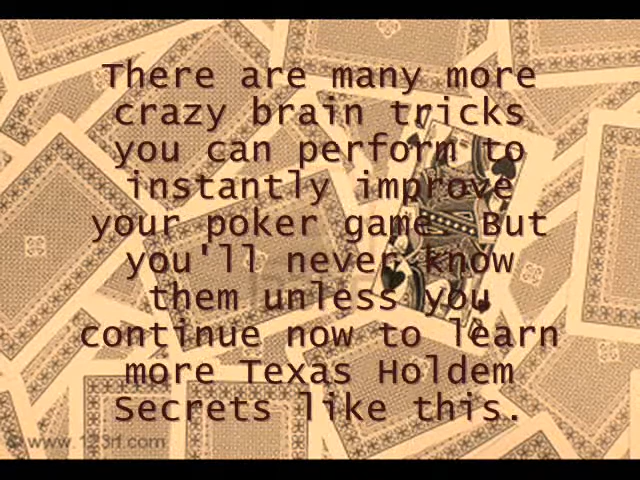 There are many more
crazy brain tricks
you can perform to
instantly improve
your poker game. But
you'll never know
them unless you
continue now to learn
more Texas Holdem
Secrets like this.
© www.123rf.com